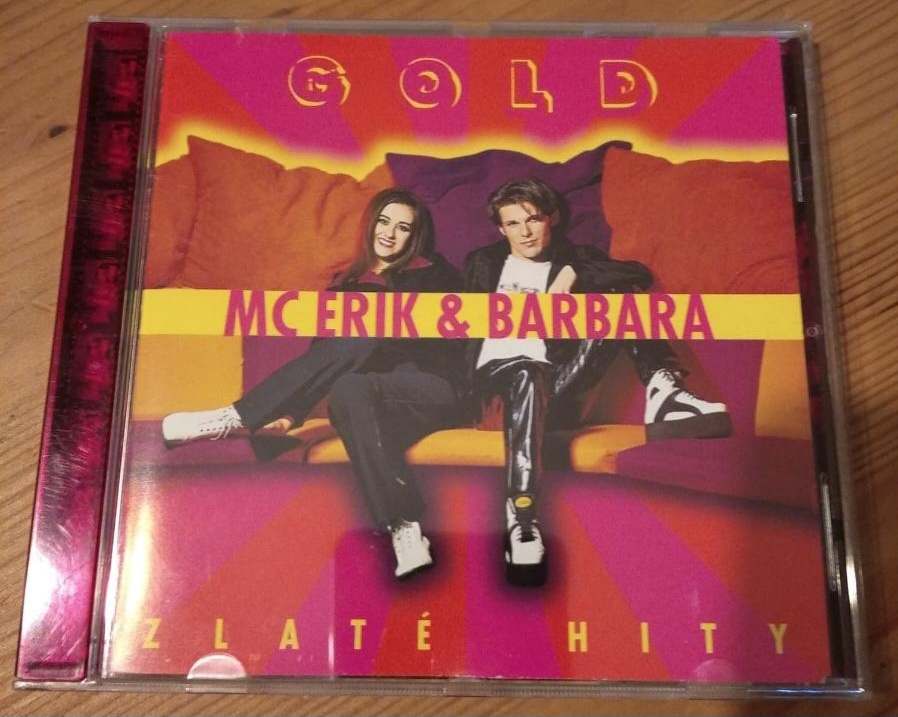 GOLD
MC ERIK & BARBARA
ZLATÉ HITY